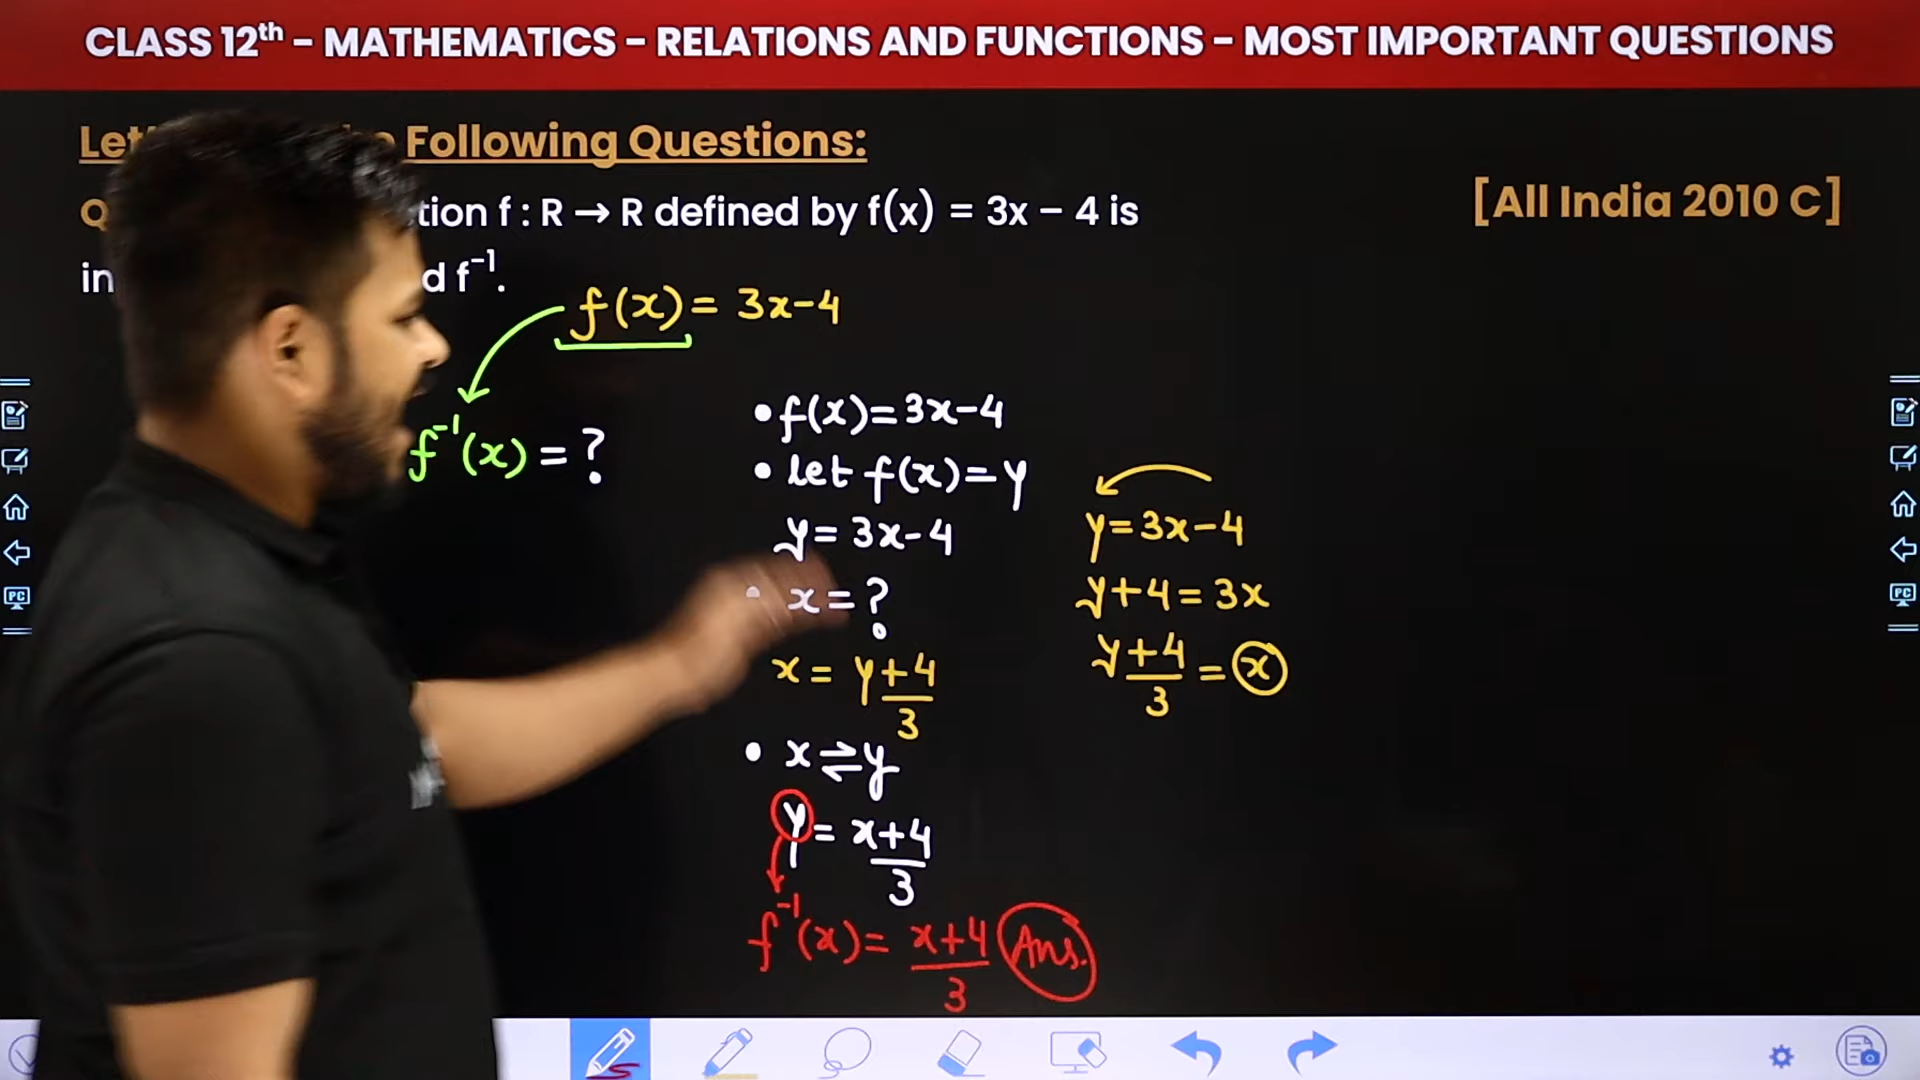 CLASS 12th - MATHEMATICS - RELATIONS AND FUNCTIONS - MOST IMPORTANT QUESTIONS
Following Questions:
[All India 2010 C]
f : R → R defined by f(x) = 3x – 4 is
f⁻¹.
f(x) = 3x-4
f⁻¹(x) = ?
• f(x) = 3x-4
• let f(x) = y
y = 3x-4
• x = ?
x = y+4/3
• x ⇌ y
y = x+4/3
f⁻¹(x) = x+4/3 Ans.
y = 3x-4
y+4 = 3x
y+4/3 = x
PC
PC